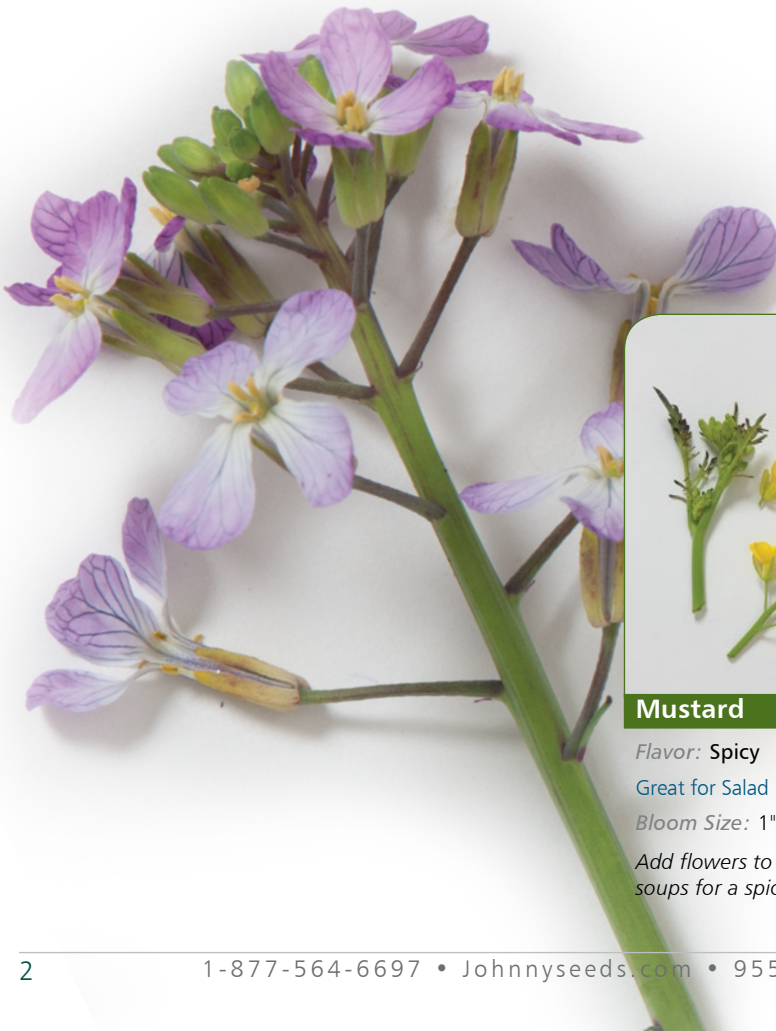 Mustard
Flavor: Spicy
Great for Salad
Bloom Size: 1"
Add flowers to
soups for a spic
2 1-877-564-6697 • Johnnyseeds.com • 955